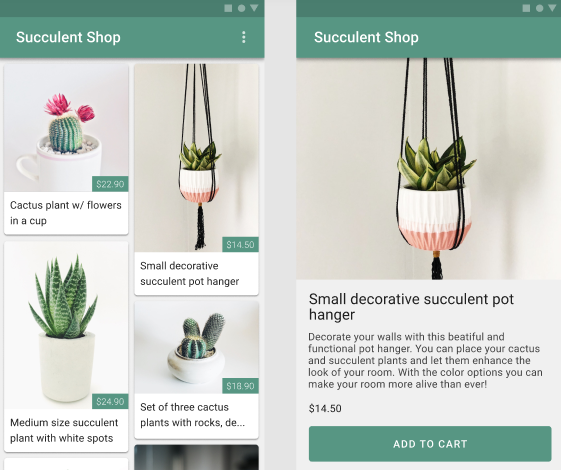 Succulent Shop
$22.90
Cactus plant w/ flowers
in a cup
$14.50
Small decorative
succulent pot hanger
$24.90
Medium size succulent
plant with white spots
$18.90
Set of three cactus
plants with rocks, de...
Succulent Shop
Small decorative succulent pot
hanger
Decorate your walls with this beatiful and
functional pot hanger. You can place your cactus
and succulent plants and let them enhance the
look of your room. With the color options you can
make your room more alive than ever!
$14.50
ADD TO CART